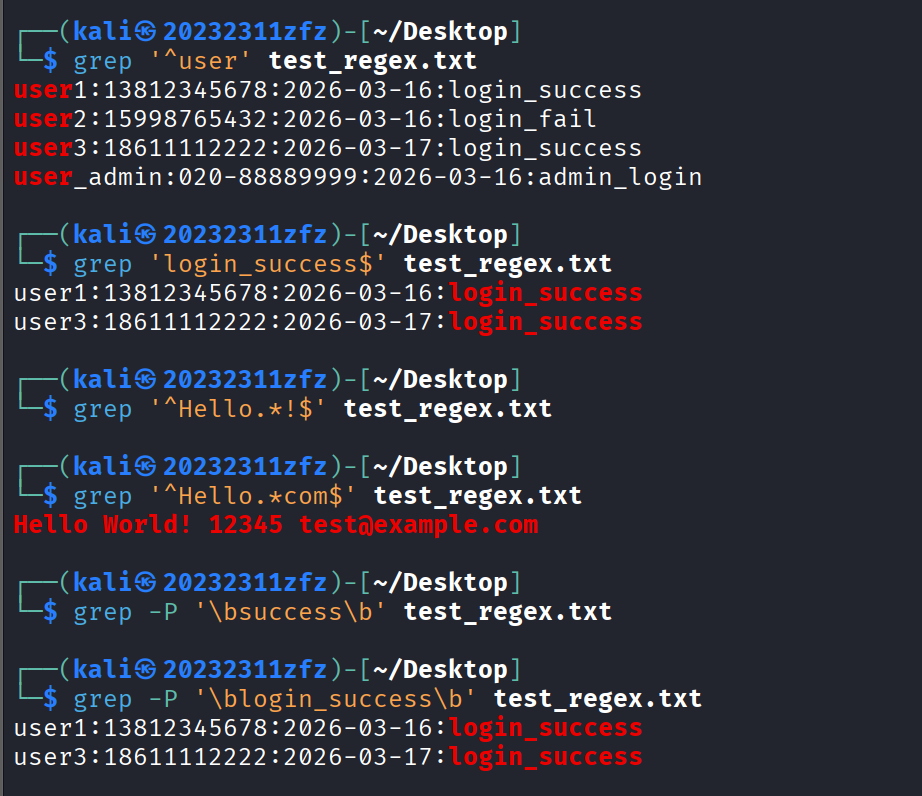 ┌──(kali㉿20232311zfz)-[~/Desktop]
└─$ grep '^user' test_regex.txt
user1:13812345678:2026-03-16:login_success
user2:15998765432:2026-03-16:login_fail
user3:18611112222:2026-03-17:login_success
user_admin:020-88889999:2026-03-16:admin_login
┌──(kali㉿20232311zfz)-[~/Desktop]
└─$ grep 'login_success$' test_regex.txt
user1:13812345678:2026-03-16:login_success
user3:18611112222:2026-03-17:login_success
┌──(kali㉿20232311zfz)-[~/Desktop]
└─$ grep '^Hello.*!$' test_regex.txt
┌──(kali㉿20232311zfz)-[~/Desktop]
└─$ grep '^Hello.*com$' test_regex.txt
Hello World! 12345 test@example.com
┌──(kali㉿20232311zfz)-[~/Desktop]
└─$ grep -P '\bsuccess\b' test_regex.txt
┌──(kali㉿20232311zfz)-[~/Desktop]
└─$ grep -P '\blogin_success\b' test_regex.txt
user1:13812345678:2026-03-16:login_success
user3:18611112222:2026-03-17:login_success